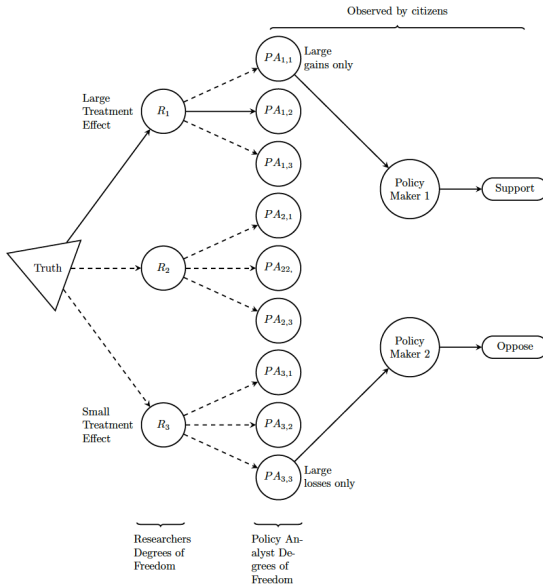 Observed by citizens
PA1,1
Large
gains only
Large
Treatment
Effect
R1
PA1,2
PA1,3
Policy
Maker 1
Support
PA2,1
Truth
R2
PA22,
PA2,3
Policy
Maker 2
Oppose
PA3,1
Small
Treatment
Effect
R3
PA3,2
PA3,3
Large
losses only
Researchers
Degrees of
Freedom
Policy An-
alyst De-
grees of
Freedom